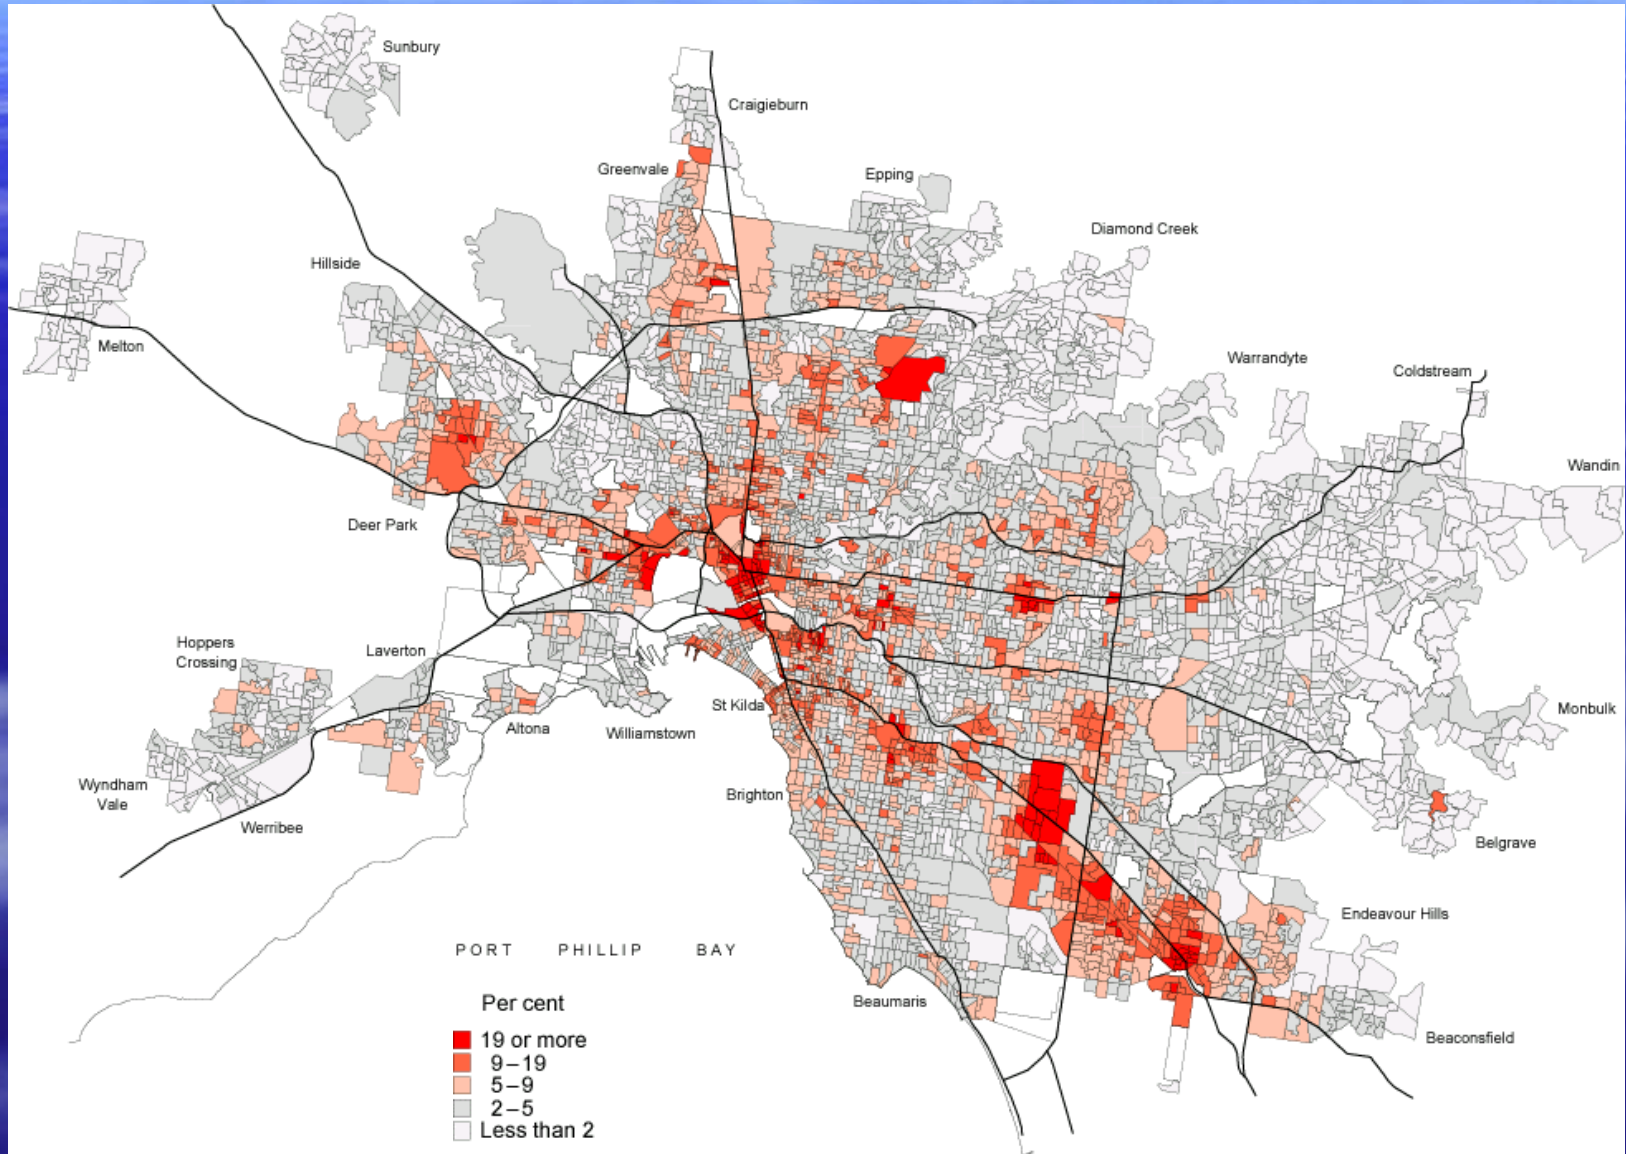 Sunbury
Craigieburn
Greenvale
Epping
Diamond Creek
Hillside
Melton
Warrandyte
Coldstream
Wandin
Deer Park
Hoppers
Crossing
Laverton
St Kilda
Altona
Williamstown
Monbulk
Wyndham
Vale
Brighton
Werribee
Belgrave
Endeavour Hills
PORT PHILLIP BAY
Beaumaris
Beaconsfield
Per cent
19 or more
9–19
5–9
2–5
Less than 2